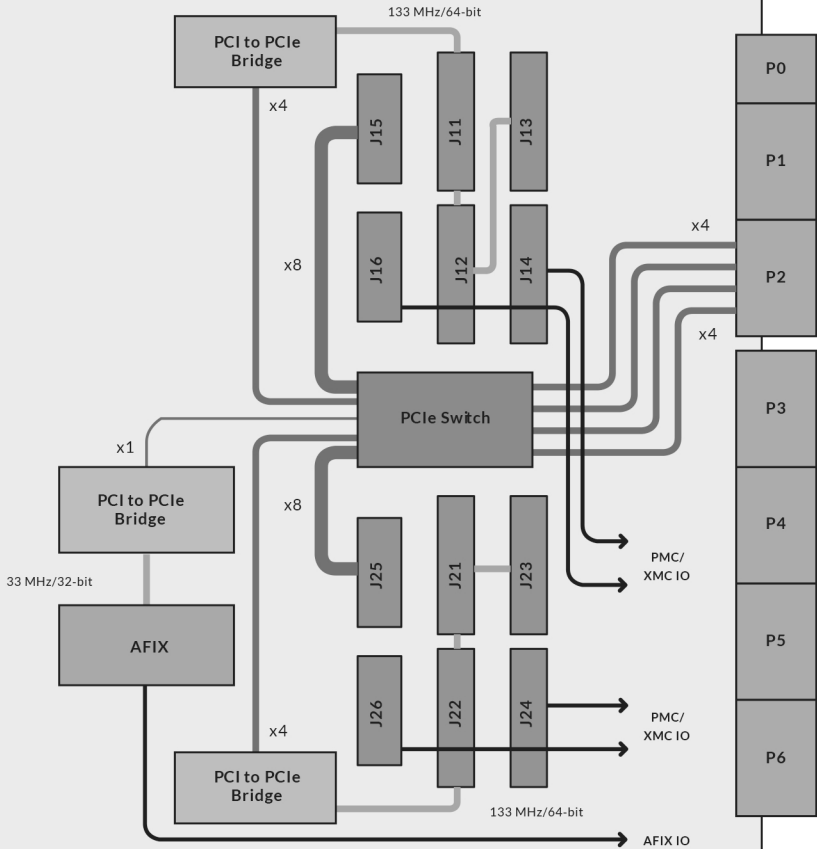 133 MHz/64-bit
PCI to PCIe
Bridge
P0
x4
J15
J11
J13
P1
x4
x8
J16
J12
J14
P2
x4
PCIe Switch
P3
x1
PCI to PCIe
Bridge
x8
J25
J21
J23
P4
33 MHz/32-bit
PMC/
XMC IO
AFIX
P5
J26
J22
J24
PMC/
XMC IO
x4
P6
PCI to PCIe
Bridge
133 MHz/64-bit
AFIX IO